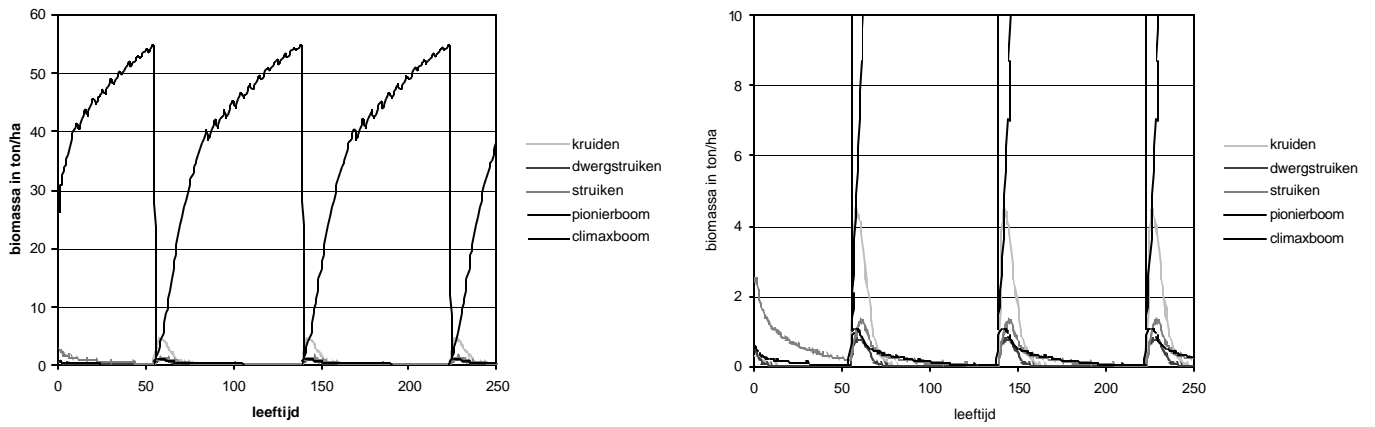 60
50
40
30
20
10
0
biomassa in ton/ha
0 50 100 150 200 250
leeftijd
kruiden
dwergstruiken
struiken
pionierboom
climaxboom
10
8
6
4
2
0
biomassa in ton/ha
0 50 100 150 200 250
leeftijd
kruiden
dwergstruiken
struiken
pionierboom
climaxboom